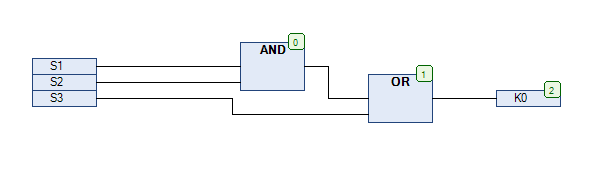 AND 0
S1
S2
S3
OR 1
K0 2